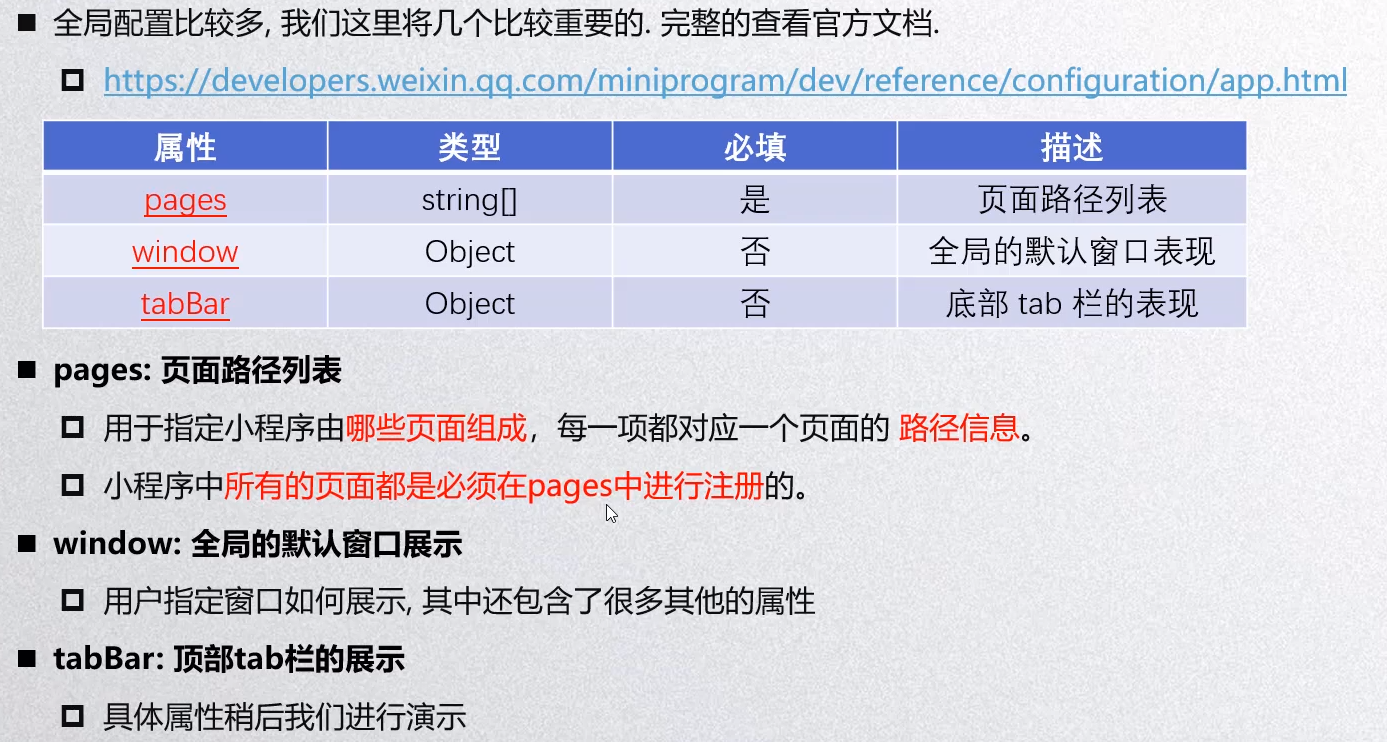 全局配置比较多, 我们这里将几个比较重要的. 完整的查看官方文档.
https://developers.weixin.qq.com/miniprogram/dev/reference/configuration/app.html
属性 类型 必填 描述
pages string[] 是 页面路径列表
window Object 否 全局的默认窗口表现
tabBar Object 否 底部 tab 栏的表现
pages: 页面路径列表
用于指定小程序由哪些页面组成，每一项都对应一个页面的 路径信息。
小程序中所有的页面都是必须在pages中进行注册的。
window: 全局的默认窗口展示
用户指定窗口如何展示, 其中还包含了很多其他的属性
tabBar: 顶部tab栏的展示
具体属性稍后我们进行演示